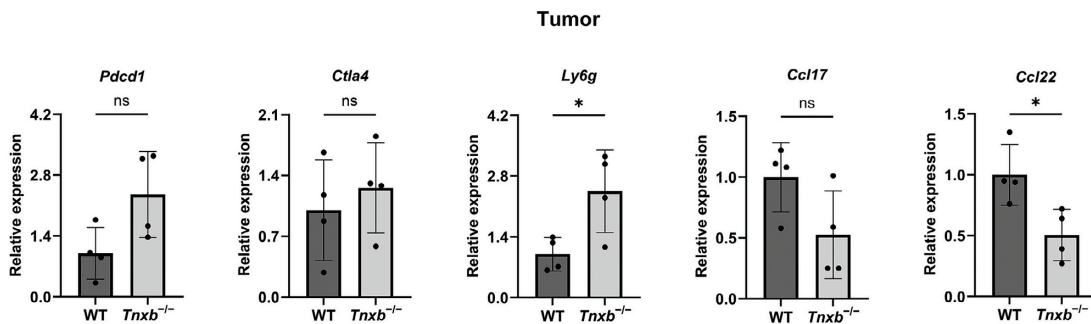 Tumor
Pdcd1
ns
Relative expression
4.2
2.8
1.4
0.0
WT
Tnxb⁻/⁻
Ctla4
ns
Relative expression
2.1
1.4
0.7
0.0
WT
Tnxb⁻/⁻
Ly6g
*
Relative expression
4.2
2.8
1.4
0.0
WT
Tnxb⁻/⁻
Ccl17
ns
Relative expression
1.5
1.0
0.5
0.0
WT
Tnxb⁻/⁻
Ccl22
*
Relative expression
1.5
1.0
0.5
0.0
WT
Tnxb⁻/⁻